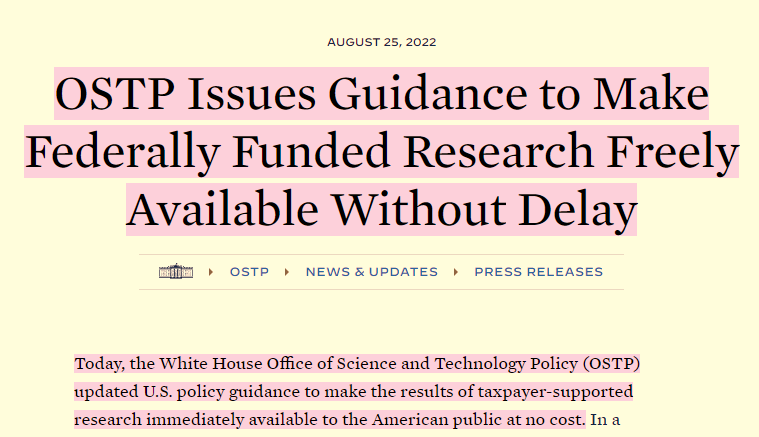 AUGUST 25, 2022
OSTP Issues Guidance to Make
Federally Funded Research Freely
Available Without Delay
OSTP NEWS & UPDATES PRESS RELEASES
Today, the White House Office of Science and Technology Policy (OSTP)
updated U.S. policy guidance to make the results of taxpayer-supported
research immediately available to the American public at no cost. In a